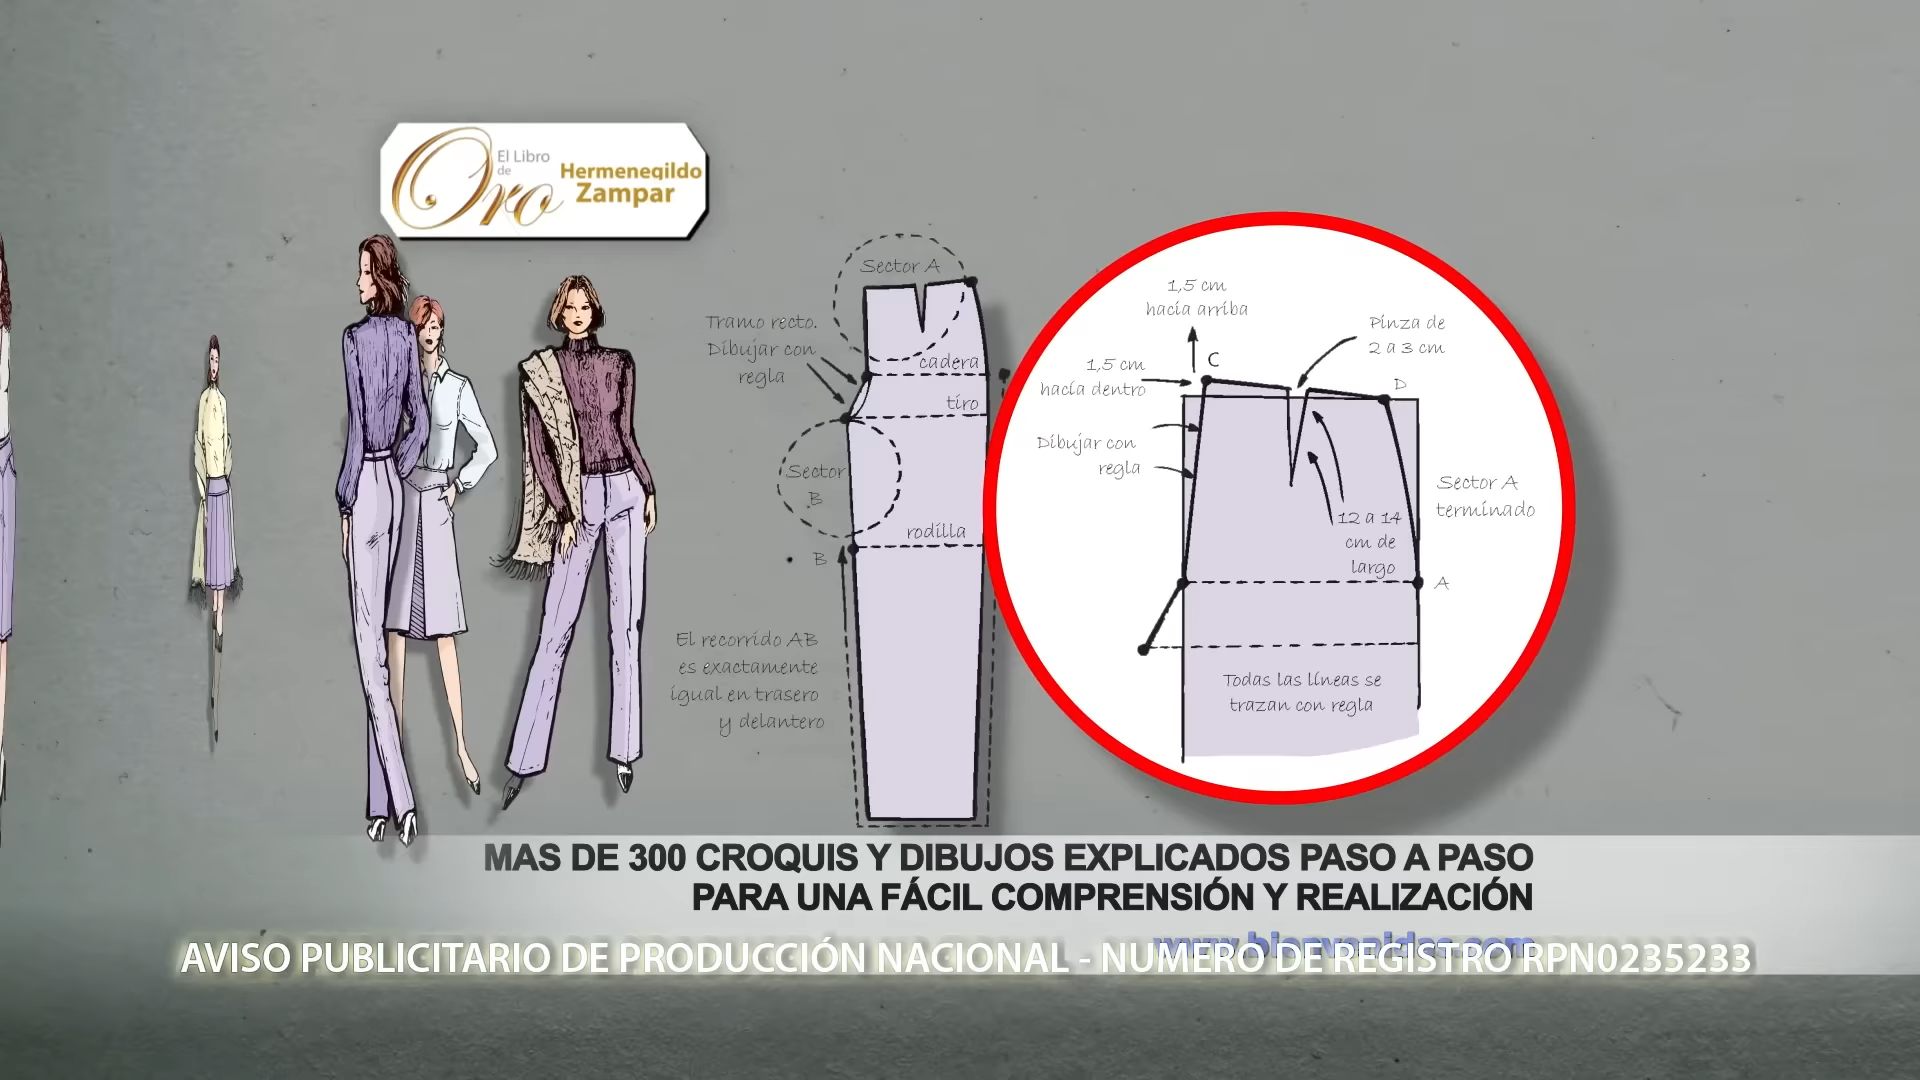 El Libro
de
Oro
Hermenegildo
Zampar
Sector A
Tramo recto.
Dibujar con
regla
cadera
tiro
Sector
B
rodilla
B
El recorrido AB
es exactamente
igual en trasero
y delantero
1,5 cm
hacia arriba
C
1,5 cm
hacia dentro
Pinza de
2 a 3 cm
D
Dibujar con
regla
12 a 14
cm de
largo
Sector A
terminado
A
Todas las líneas se
trazan con regla
MAS DE 300 CROQUIS Y DIBUJOS EXPLICADOS PASO A PASO
PARA UNA FÁCIL COMPRENSIÓN Y REALIZACIÓN
www.bienvenidas.com
AVISO PUBLICITARIO DE PRODUCCIÓN NACIONAL - NUMERO DE REGISTRO RPN0235233